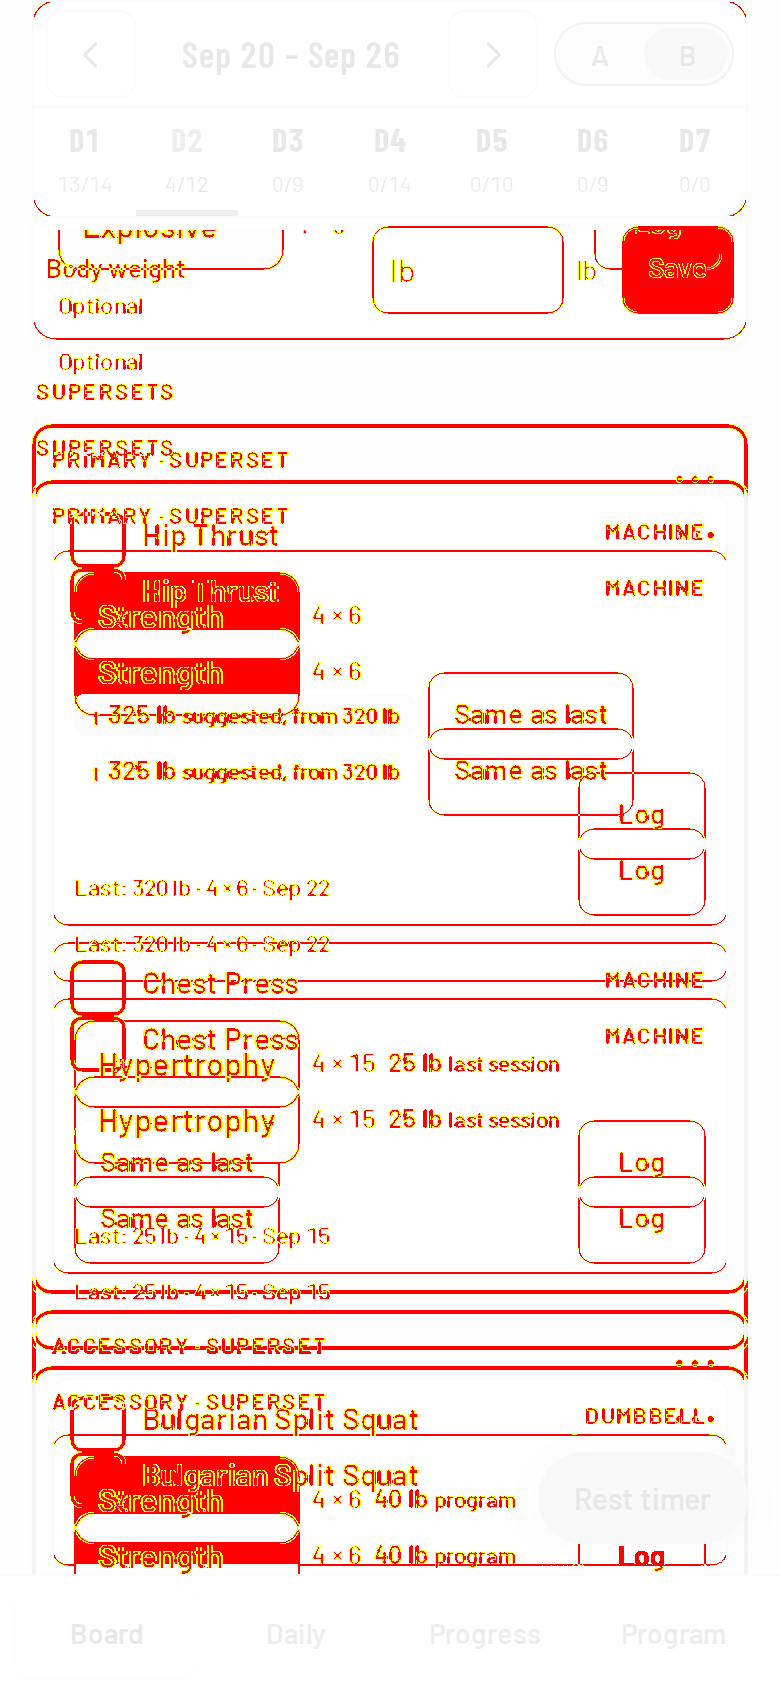 Sep 20 – Sep 26
A
B
D1
D2
D3
D4
D5
D6
D7
13/14
4/12
0/9
0/14
0/10
0/9
0/0
Explosive
Log
Body weight
lb
lb
Save
Optional
Optional
SUPERSETS
SUPERSETS
PRIMARY · SUPERSET
PRIMARY · SUPERSET
Hip Thrust
MACHINE
Hip Thrust
MACHINE
Strength
4 × 6
Strength
4 × 6
↑ 325 lb suggested, from 320 lb
Same as last
↑ 325 lb suggested, from 320 lb
Same as last
Log
Log
Last: 320 lb · 4 × 6 · Sep 22
Last: 320 lb · 4 × 6 · Sep 22
Chest Press
MACHINE
Chest Press
MACHINE
Hypertrophy
4 × 15 25 lb last session
Hypertrophy
4 × 15 25 lb last session
Same as last
Log
Same as last
Log
Last: 25 lb · 4 × 15 · Sep 15
Last: 25 lb · 4 × 15 · Sep 15
ACCESSORY · SUPERSET
ACCESSORY · SUPERSET
Bulgarian Split Squat
DUMBBELL
Bulgarian Split Squat
Strength
4 × 6 40 lb program
Rest timer
Strength
4 × 6 40 lb program
Log
Board
Daily
Progress
Program